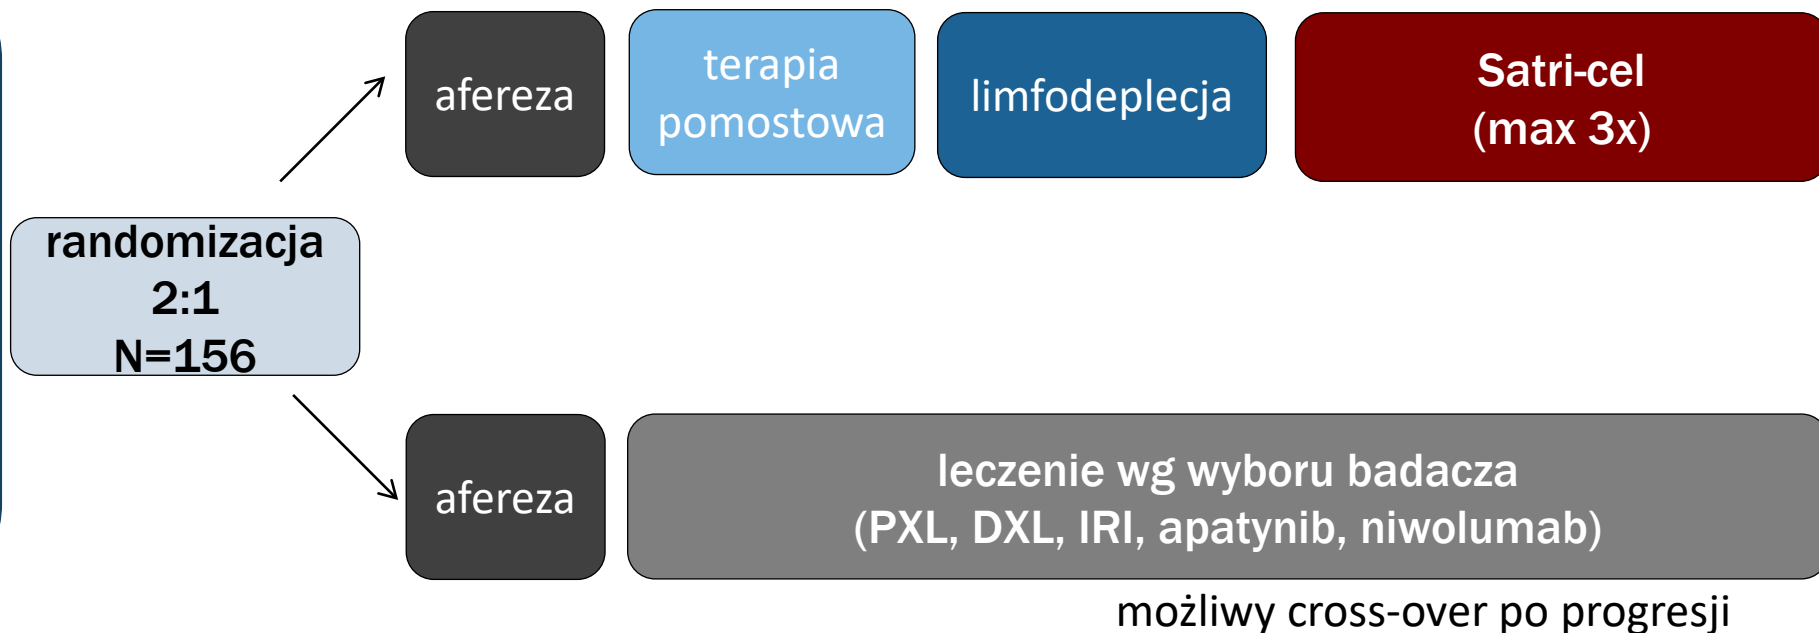 randomizacja
2:1
N=156
afereza
terapia
pomostowa
limfodeplecja
Satri-cel
(max 3x)
afereza
leczenie wg wyboru badacza
(PXL, DXL, IRI, apatynib, niwolumab)
możliwy cross-over po progresji